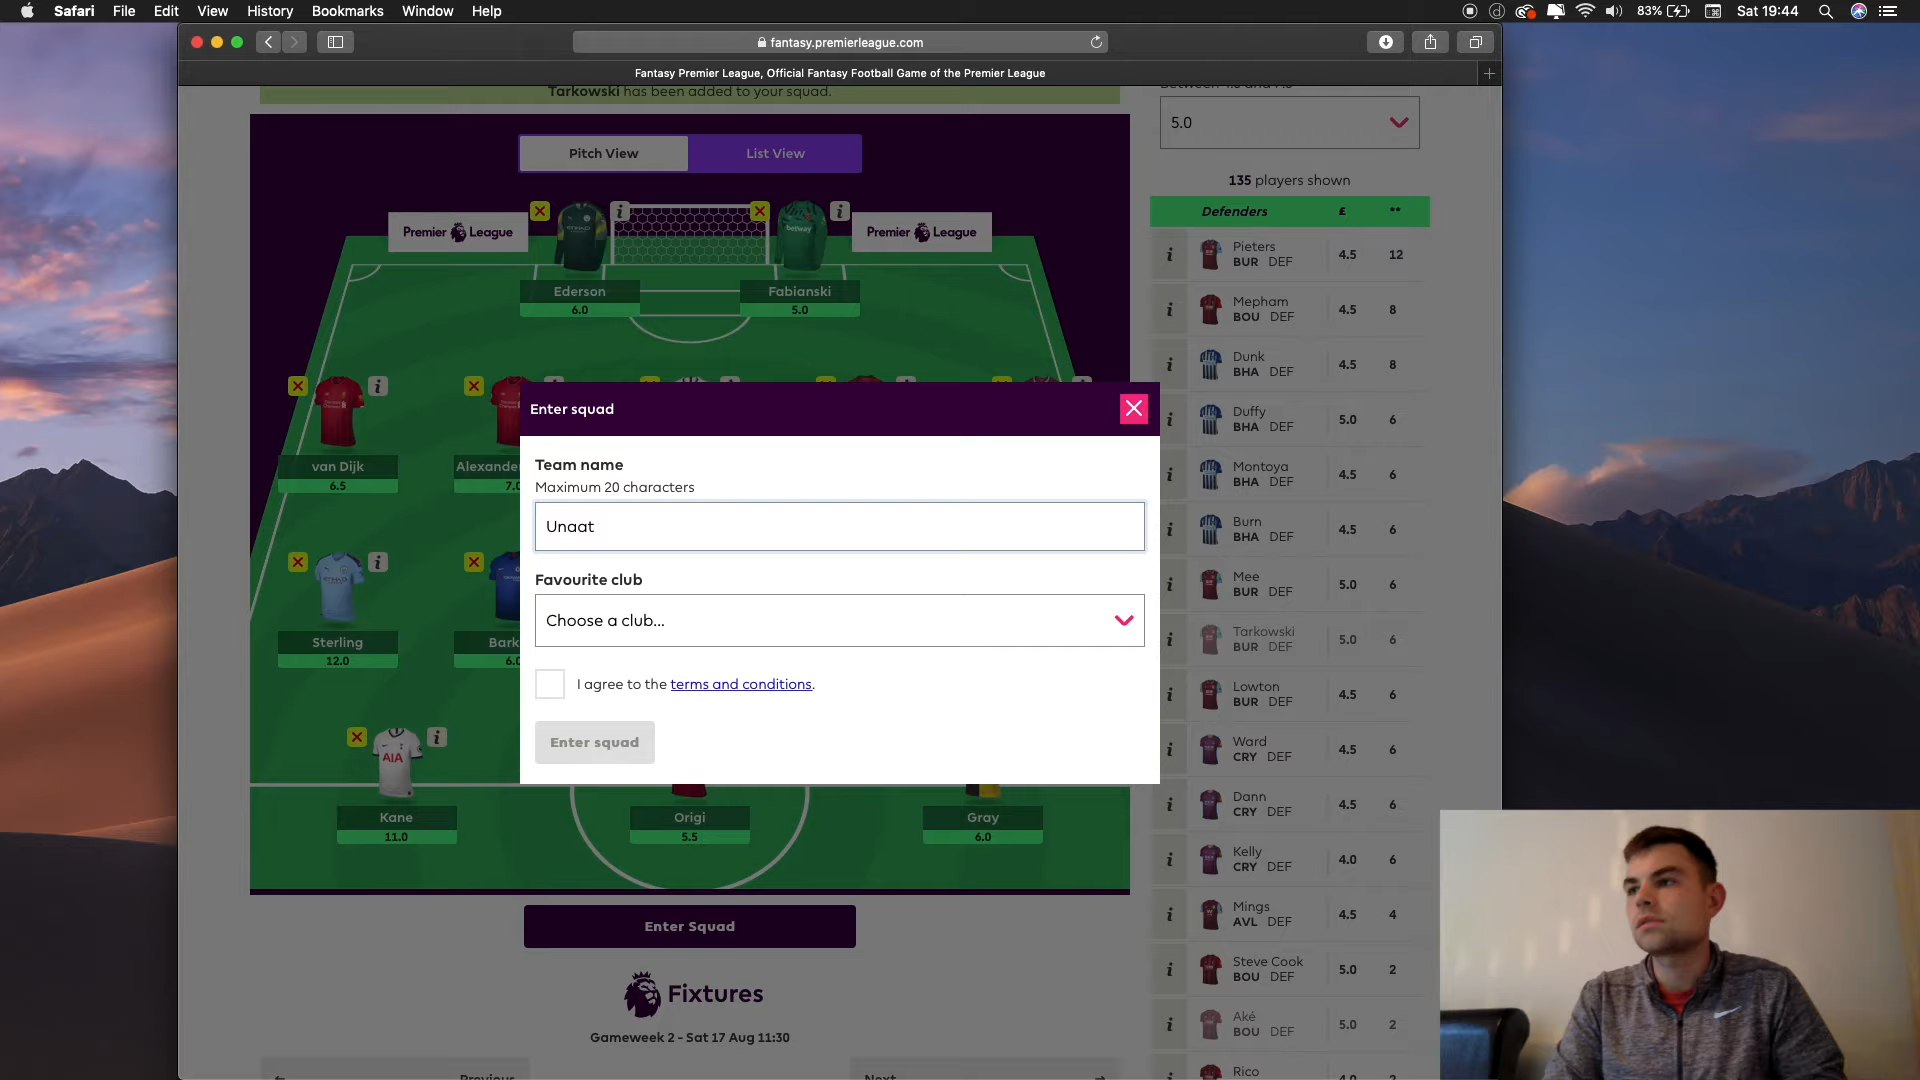 Safari File Edit View History Bookmarks Window Help 83% Sat 19:44
fantasy.premierleague.com
Fantasy Premier League, Official Fantasy Football Game of the Premier League
Tarkowski has been added to your squad.
5.0
Pitch View List View
135 players shown
Defenders £ **
Premier League Premier League
betway
Ederson
6.0
Fabianski
5.0
van Dijk
6.5
7.0
Sterling
12.0
6.0
AIA
Kane
11.0
Origi
5.5
Gray
6.0
Enter squad
Team name
Maximum 20 characters
Unaat
Favourite club
Choose a club...
I agree to the terms and conditions.
Enter squad
Enter Squad
Fixtures
Gameweek 2 - Sat 17 Aug 11:30
Previous Next
Pieters
BUR DEF 4.5 12
Mepham
BOU DEF 4.5 8
Dunk
BHA DEF 4.5 8
Duffy
BHA DEF 5.0 6
Montoya
BHA DEF 4.5 6
Burn
BHA DEF 4.5 6
Mee
BUR DEF 5.0 6
Tarkowski
BUR DEF 5.0 6
Lowton
BUR DEF 4.5 6
Ward
CRY DEF 4.5 6
Dann
CRY DEF 4.5 6
Kelly
CRY DEF 4.0 6
Mings
AVL DEF 4.5 4
Steve Cook
BOU DEF 5.0 2
Aké
BOU DEF 5.0 2
Rico